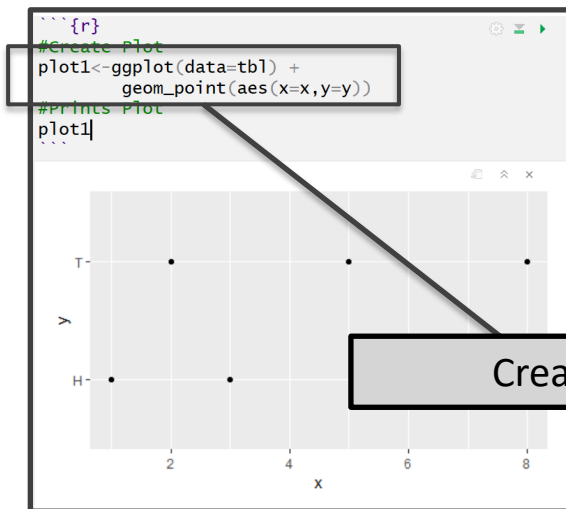 ```{r}
#Create Plot
plot1<-ggplot(data=tbl) +
geom_point(aes(x=x,y=y))
#Prints Plot
plot1
```
T
y
H
2
4
6
8
x
Crea